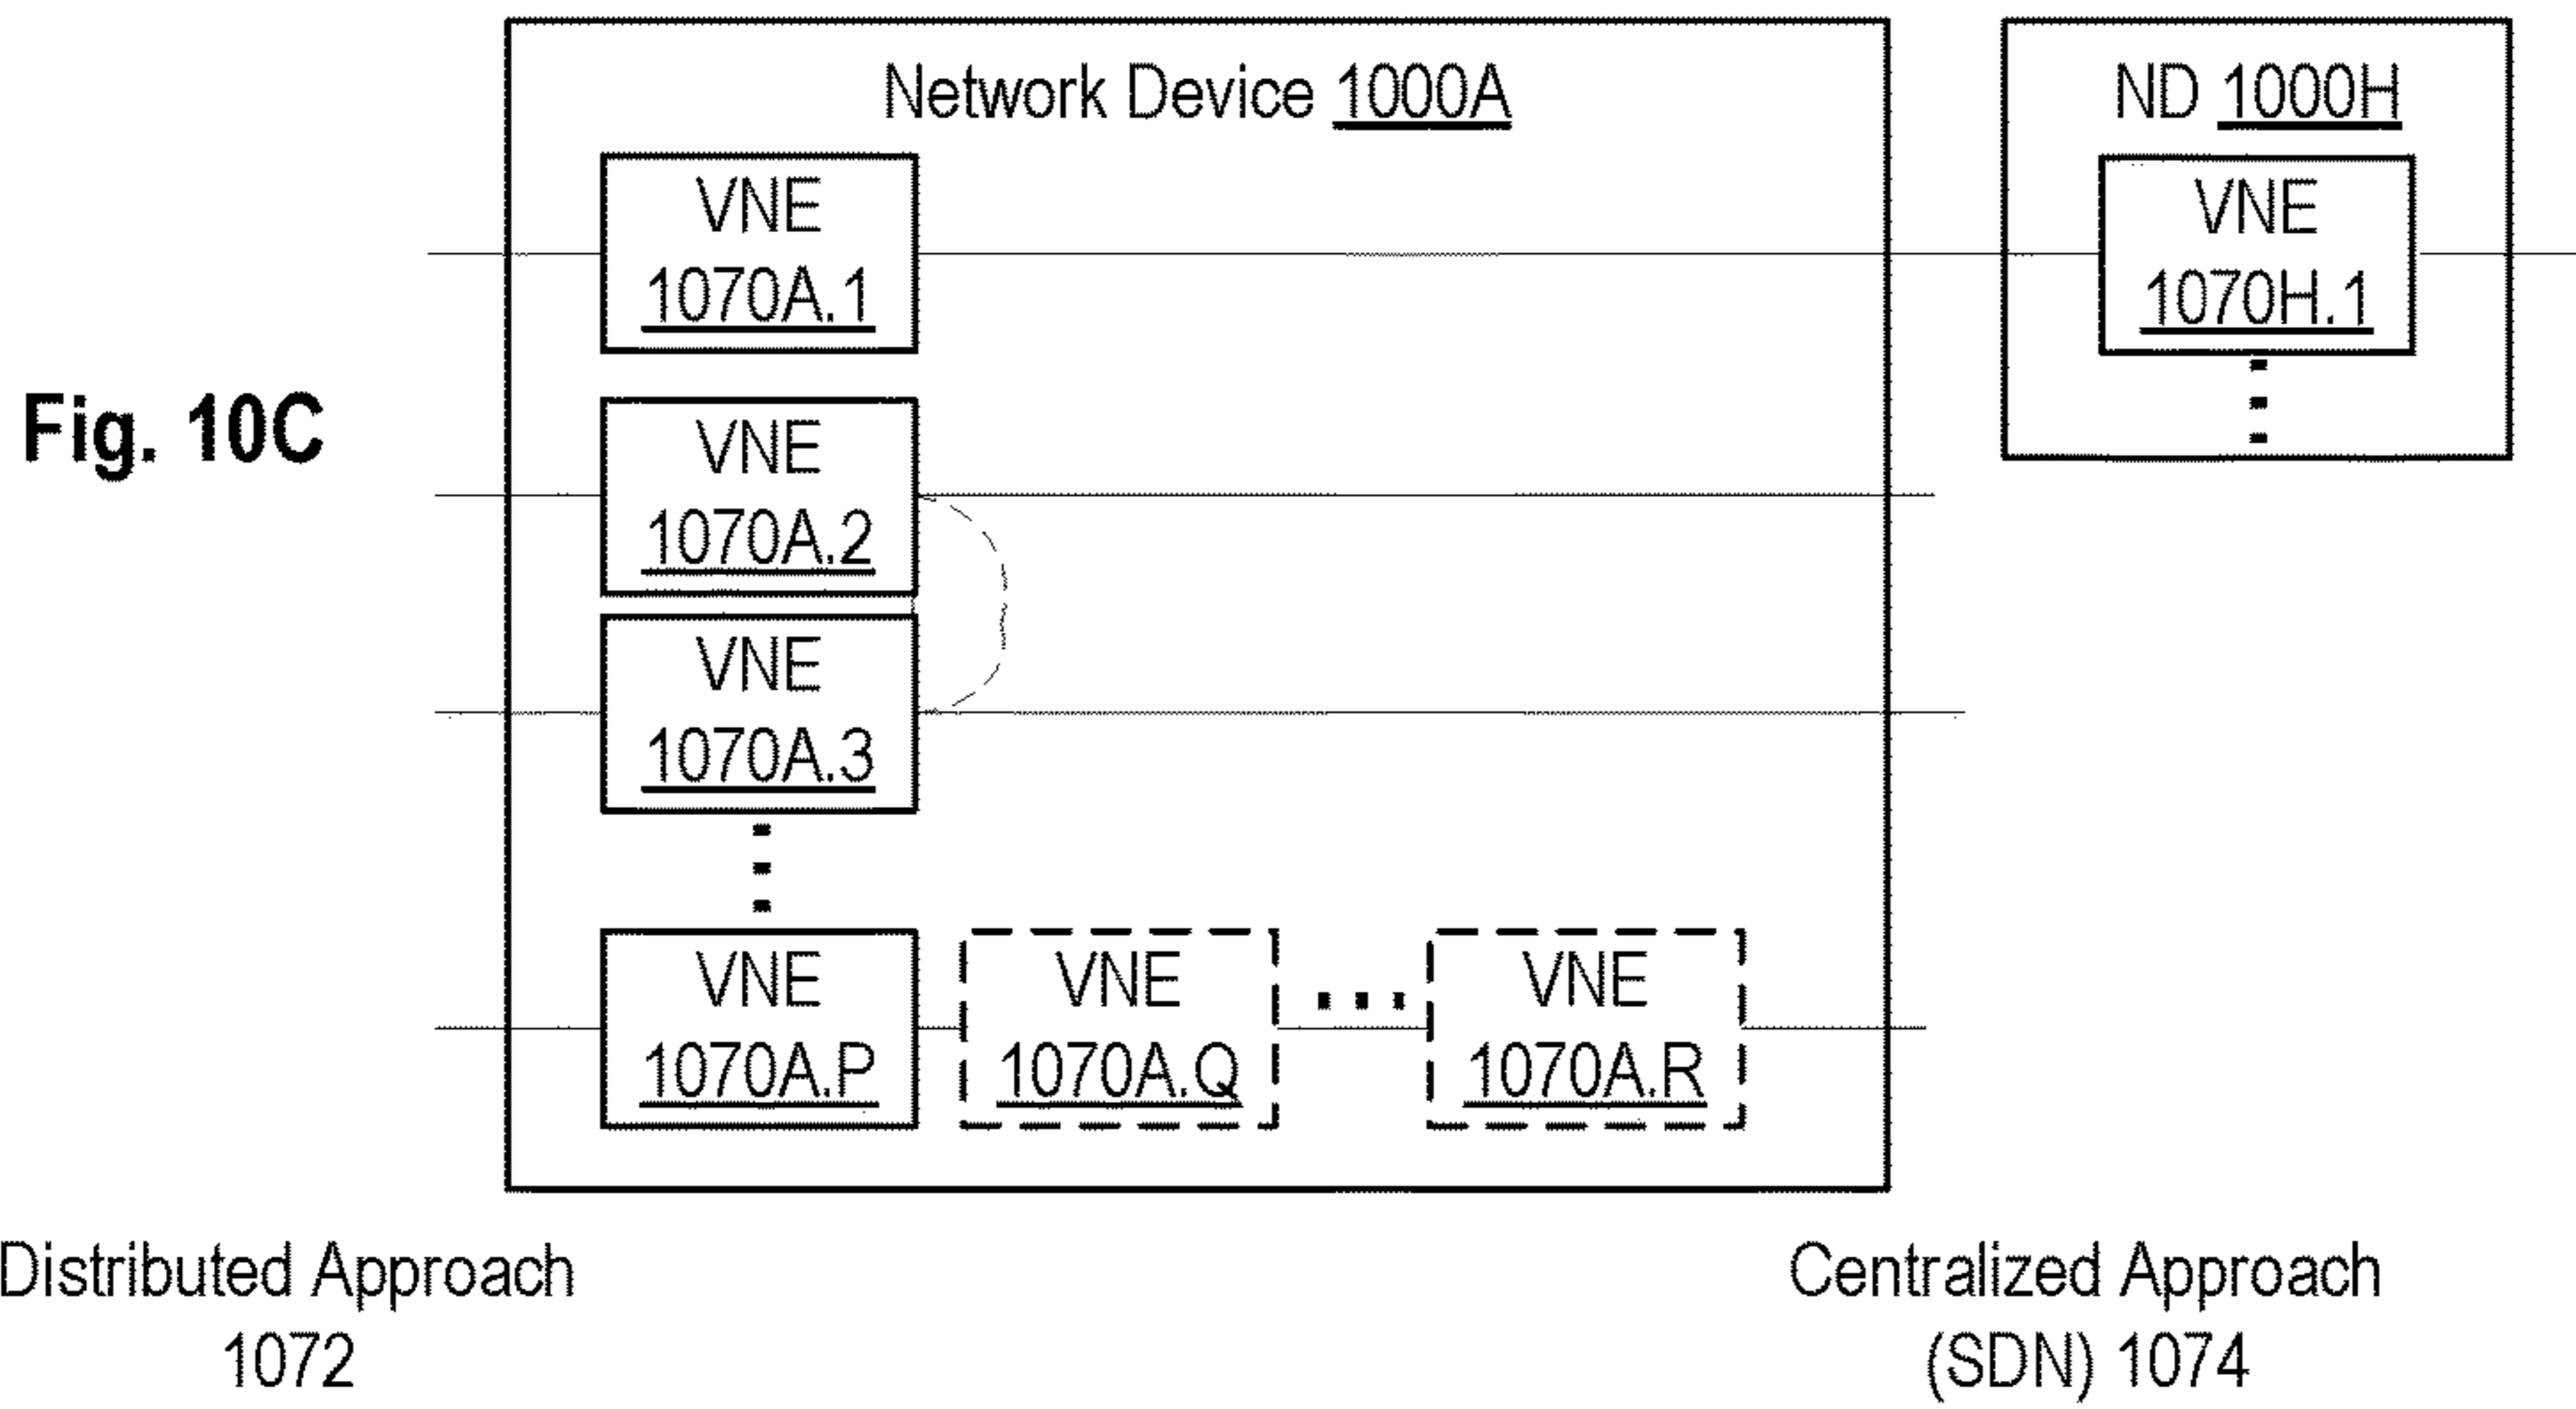 Network Device 1000A
ND 1000H
VNE
1070A.1
VNE
1070H.1
Fig. 10C
VNE
1070A.2
VNE
1070A.3
VNE
1070A.P
VNE
1070A.Q
VNE
1070A.R
Distributed Approach
1072
Centralized Approach
(SDN) 1074